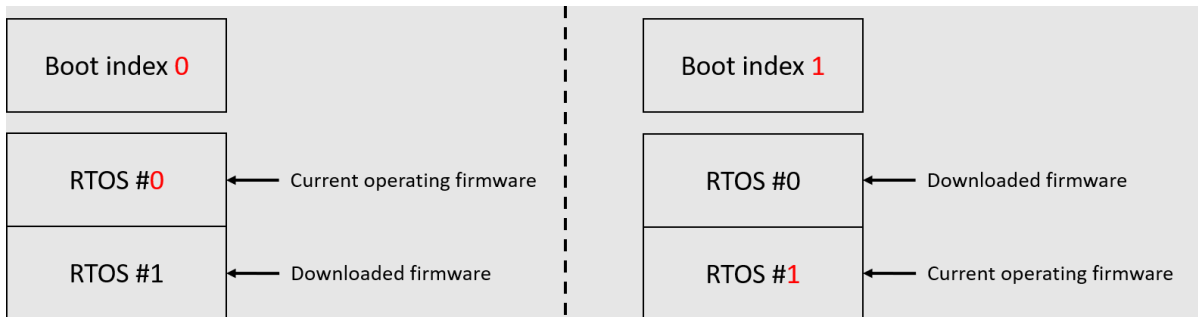 Boot index 0
RTOS #0
Current operating firmware
RTOS #1
Downloaded firmware
Boot index 1
RTOS #0
Downloaded firmware
RTOS #1
Current operating firmware